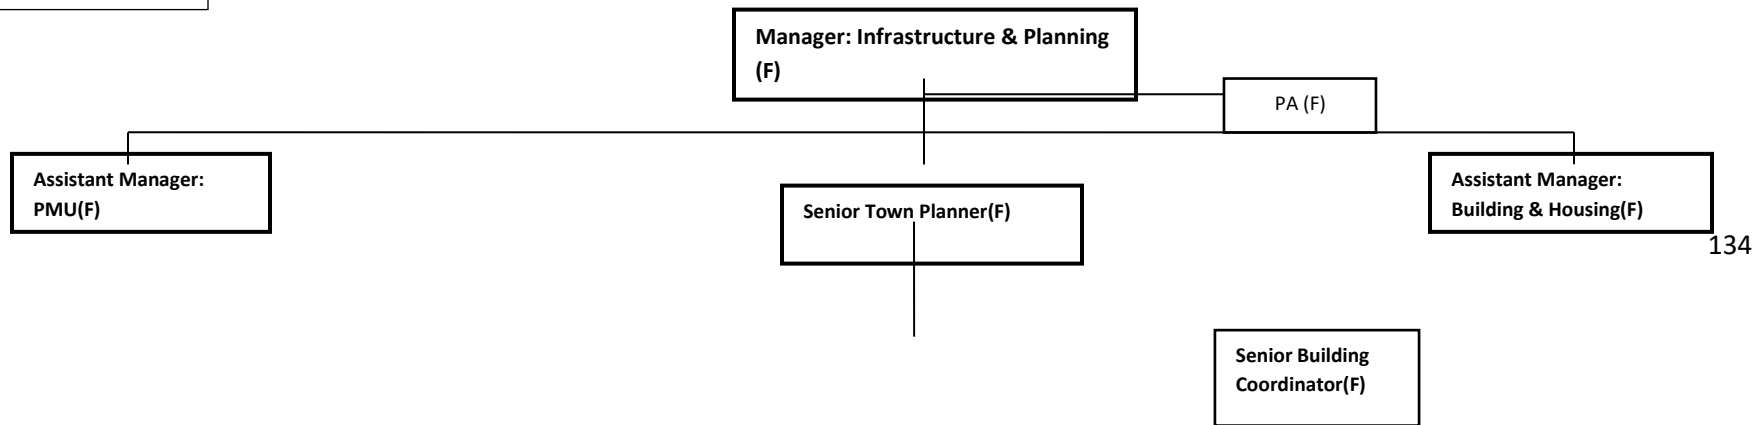 Manager: Infrastructure & Planning
(F)
PA (F)
Assistant Manager:
PMU(F)
Senior Town Planner(F)
Assistant Manager:
Building & Housing(F)
134
Senior Building
Coordinator(F)